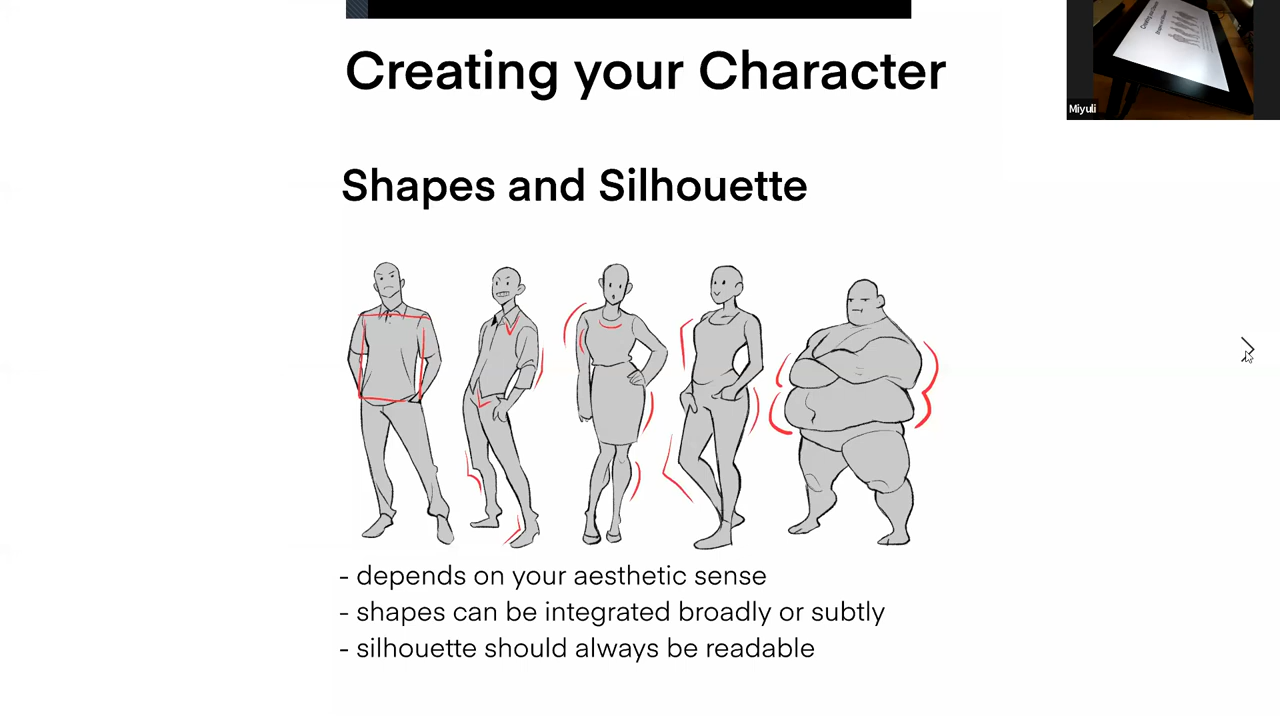 Creating your Character
Miyuli
Shapes and Silhouette
- depends on your aesthetic sense
- shapes can be integrated broadly or subtly
- silhouette should always be readable